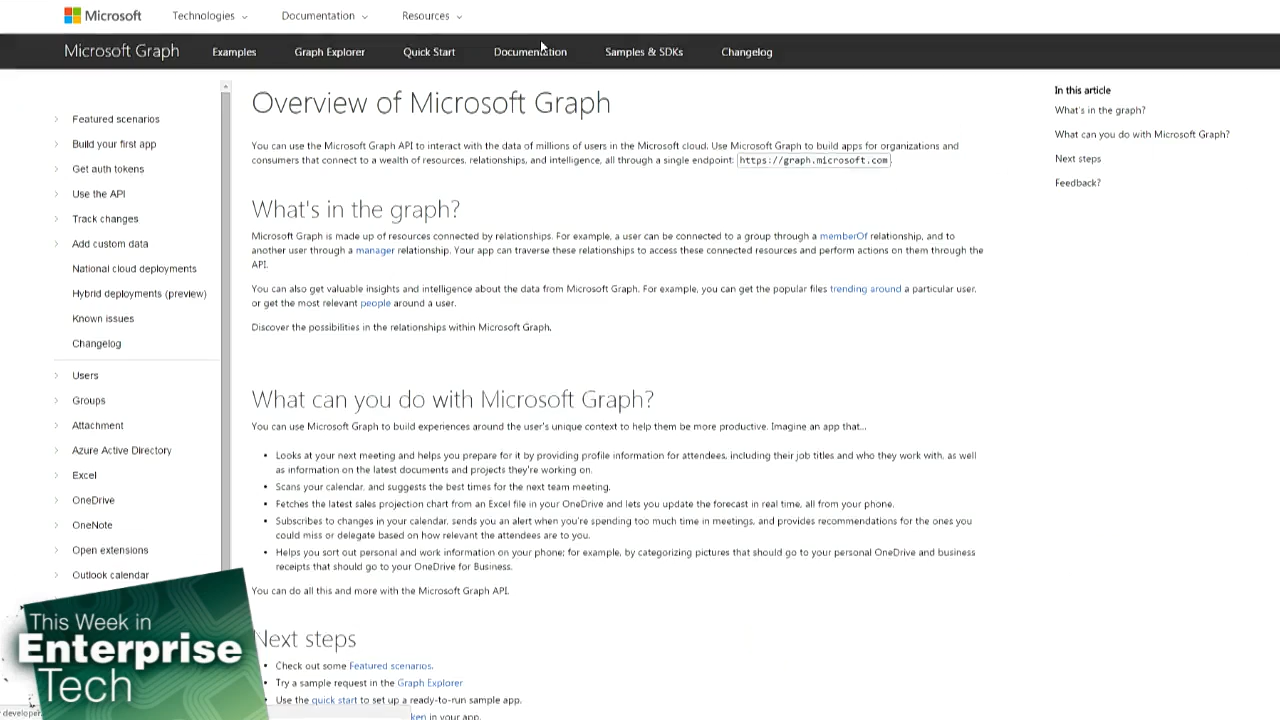 Microsoft
Technologies
Documentation
Resources
Microsoft Graph
Examples
Graph Explorer
Quick Start
Documentation
Samples & SDKs
Changelog
Featured scenarios
Build your first app
Get auth tokens
Use the API
Track changes
Add custom data
National cloud deployments
Hybrid deployments (preview)
Known issues
Changelog
Users
Groups
Attachment
Azure Active Directory
Excel
OneDrive
OneNote
Open extensions
Outlook calendar
Overview of Microsoft Graph
You can use the Microsoft Graph API to interact with the data of millions of users in the Microsoft cloud. Use Microsoft Graph to build apps for organizations and
consumers that connect to a wealth of resources, relationships, and intelligence, all through a single endpoint: https://graph.microsoft.com
What's in the graph?
Microsoft Graph is made up of resources connected by relationships. For example, a user can be connected to a group through a memberOf relationship, and to
another user through a manager relationship. Your app can traverse these relationships to access these connected resources and perform actions on them through the
API.
You can also get valuable insights and intelligence about the data from Microsoft Graph. For example, you can get the popular files trending around a particular user,
or get the most relevant people around a user.
Discover the possibilities in the relationships within Microsoft Graph.
What can you do with Microsoft Graph?
You can use Microsoft Graph to build experiences around the user's unique context to help them be more productive. Imagine an app that...
• Looks at your next meeting and helps you prepare for it by providing profile information for attendees, including their job titles and who they work with, as well
as information on the latest documents and projects they're working on.
• Scans your calendar, and suggests the best times for the next team meeting.
• Fetches the latest sales projection chart from an Excel file in your OneDrive and lets you update the forecast in real time, all from your phone.
• Subscribes to changes in your calendar, sends you an alert when you're spending too much time in meetings, and provides recommendations for the ones you
could miss or delegate based on how relevant the attendees are to you.
• Helps you sort out personal and work information on your phone; for example, by categorizing pictures that should go to your personal OneDrive and business
receipts that should go to your OneDrive for Business.
You can do all this and more with the Microsoft Graph API.
Next steps
• Check out some Featured scenarios.
• Try a sample request in the Graph Explorer
• Use the quick start to set up a ready-to-run sample app.
in your app.
In this article
What's in the graph?
What can you do with Microsoft Graph?
Next steps
Feedback?
This Week in
Enterprise
Tech
developer